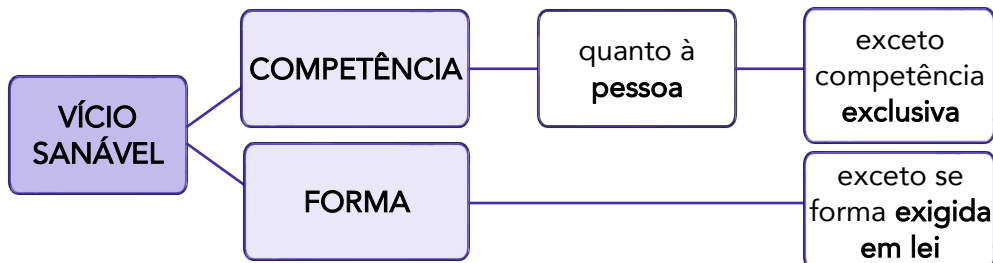 VÍCIO
SANÁVEL
COMPETÊNCIA
quanto à
pessoa
exceto
competência
exclusiva
FORMA
exceto se
forma exigida
em lei